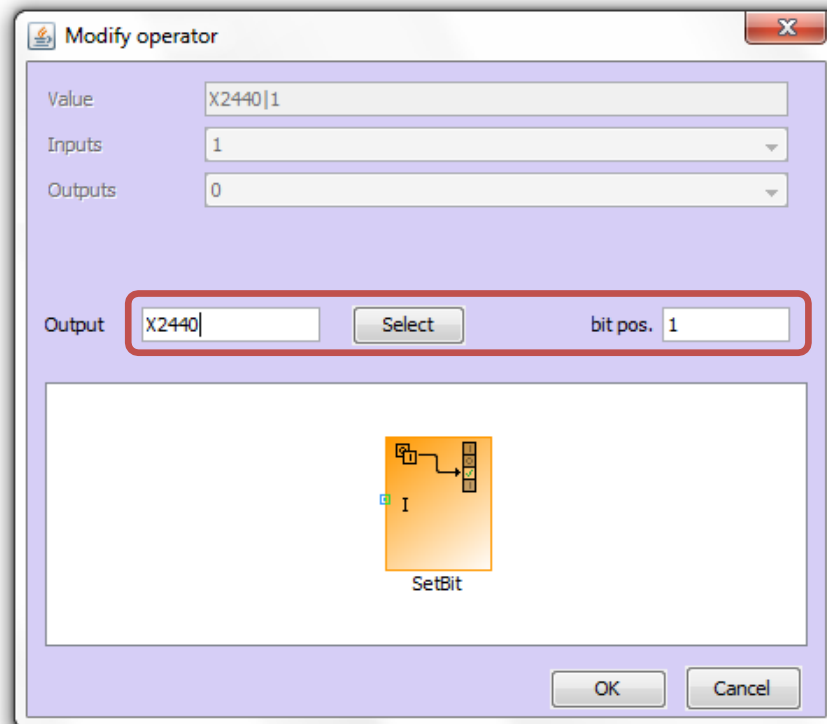 Modify operator
Value X2440|1
Inputs 1
Outputs 0
Output X2440 Select bit pos. 1
I
SetBit
OK Cancel